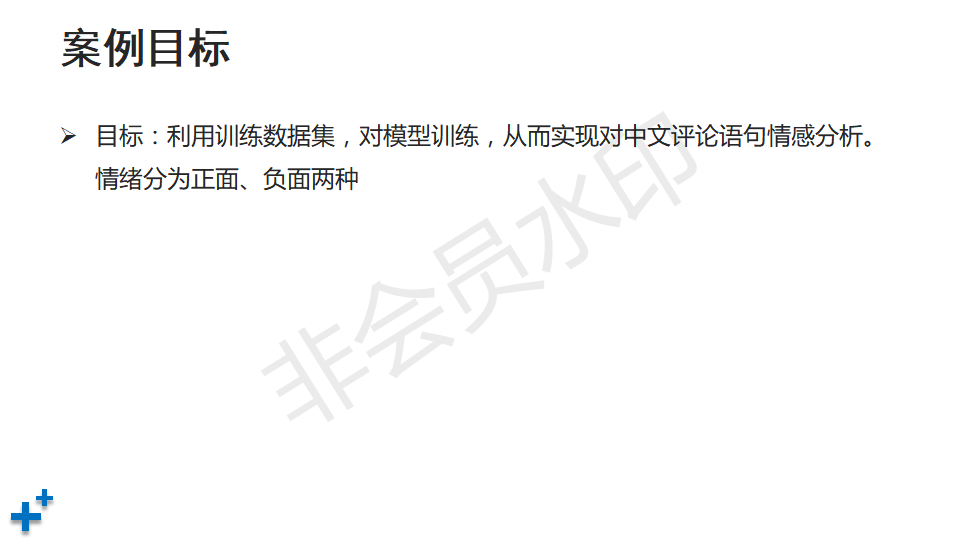 案例目标
目标：利用训练数据集，对模型训练，从而实现对中文评论语句情感分析。
情绪分为正面、负面两种
非会员水印